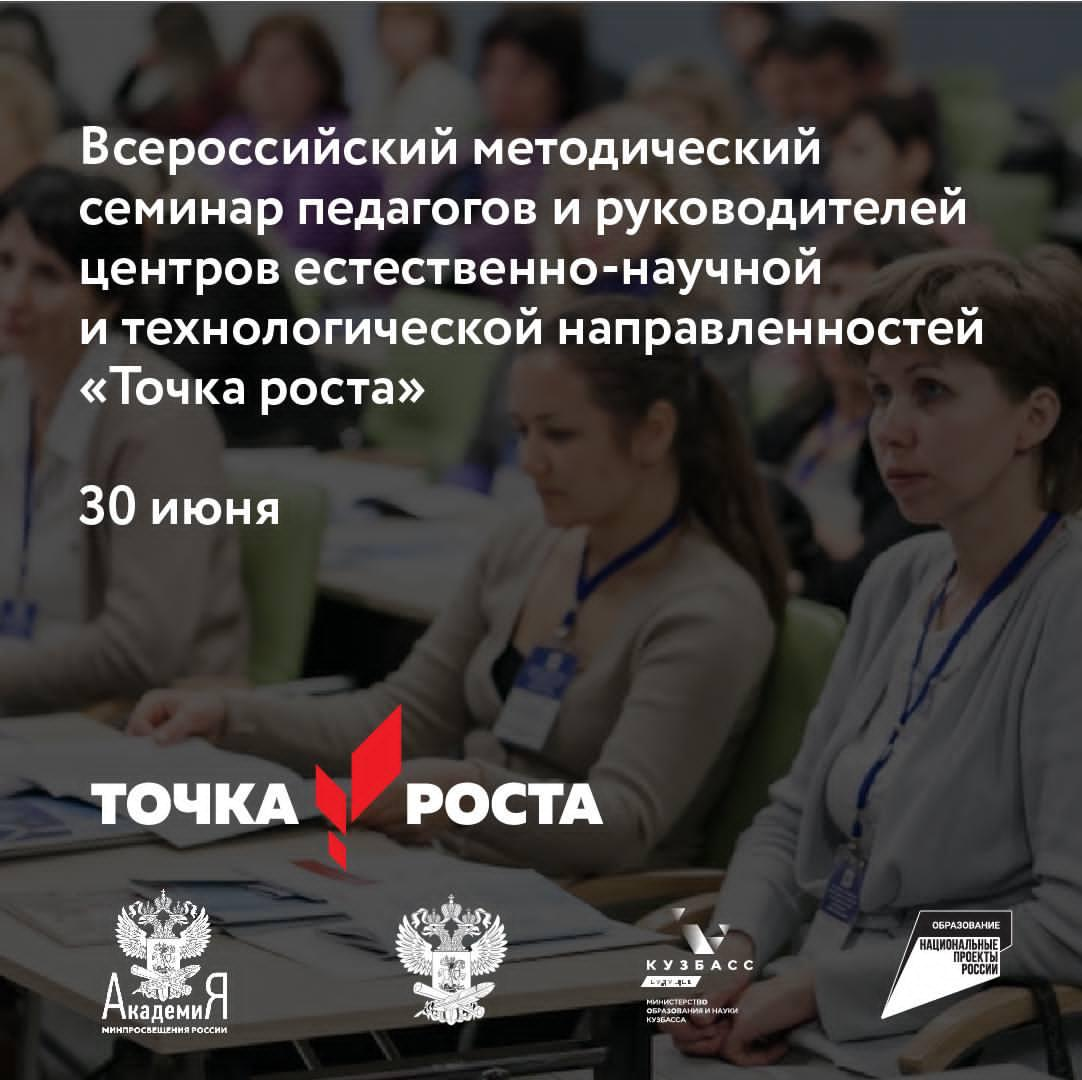 Всероссийский методический
семинар педагогов и руководителей
центров естественно-научной
и технологической направленностей
«Точка роста»
30 июня
ТОЧКА РОСТА
АкадемиЯ
МИНПРОСВЕЩЕНИЯ РОССИИ
КУЗБАСС
МИНИСТЕРСТВО
ОБРАЗОВАНИЯ И НАУКИ
КУЗБАССА
ОБРАЗОВАНИЕ
НАЦИОНАЛЬНЫЕ
ПРОЕКТЫ
РОССИИ